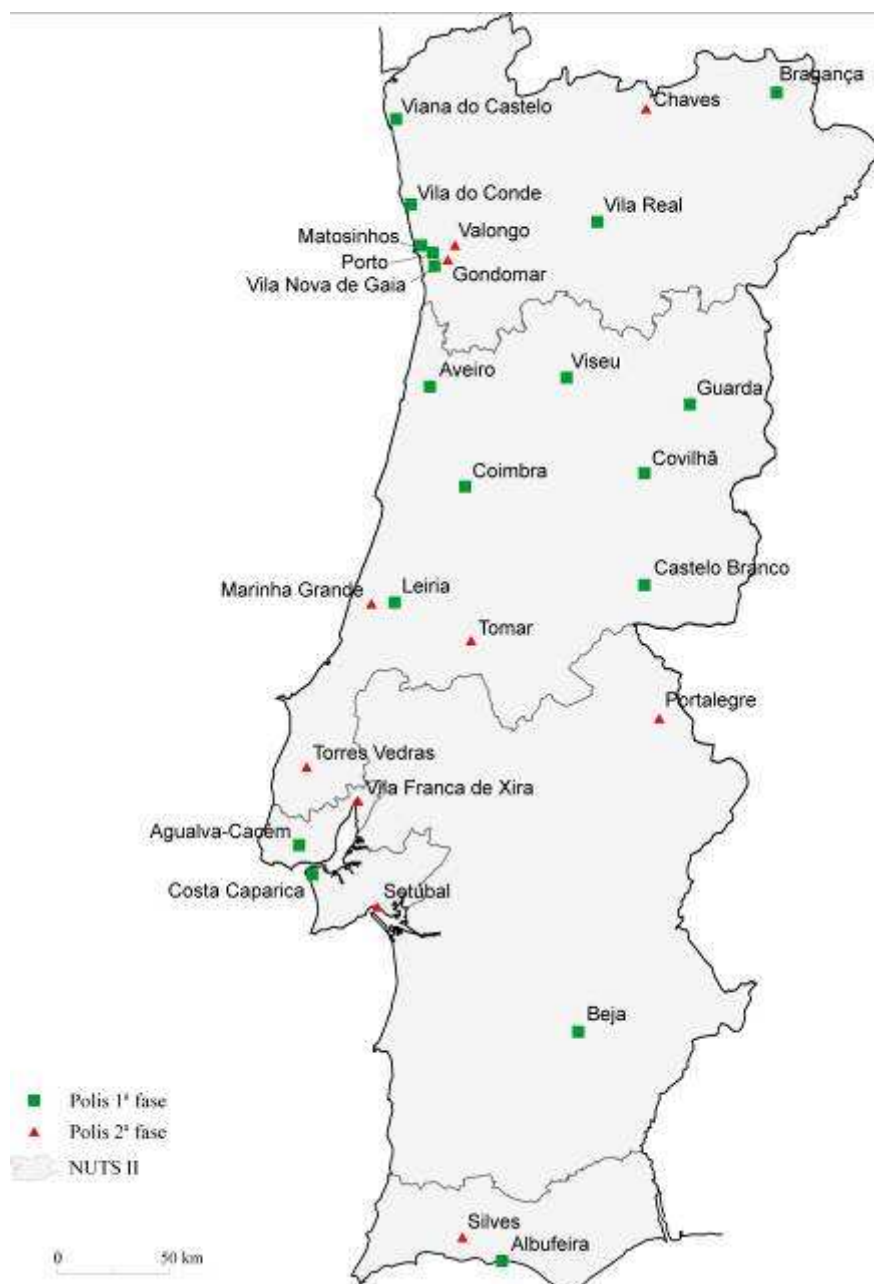 Bragança
Chaves
Viana do Castelo
Vila do Conde
Vila Real
Matosinhos
Valongo
Porto
Vila Nova de Gaia
Gondomar
Aveiro
Viseu
Guarda
Coimbra
Covilhã
Castelo Branco
Marinha Grande
Leiria
Tomar
Portalegre
Torres Vedras
Vila Franca de Xira
Agualva-Cacém
Costa Caparica
Setúbal
Beja
Polis 1ª fase
Polis 2ª fase
NUTS II
Silves
Albufeira
0 50 km